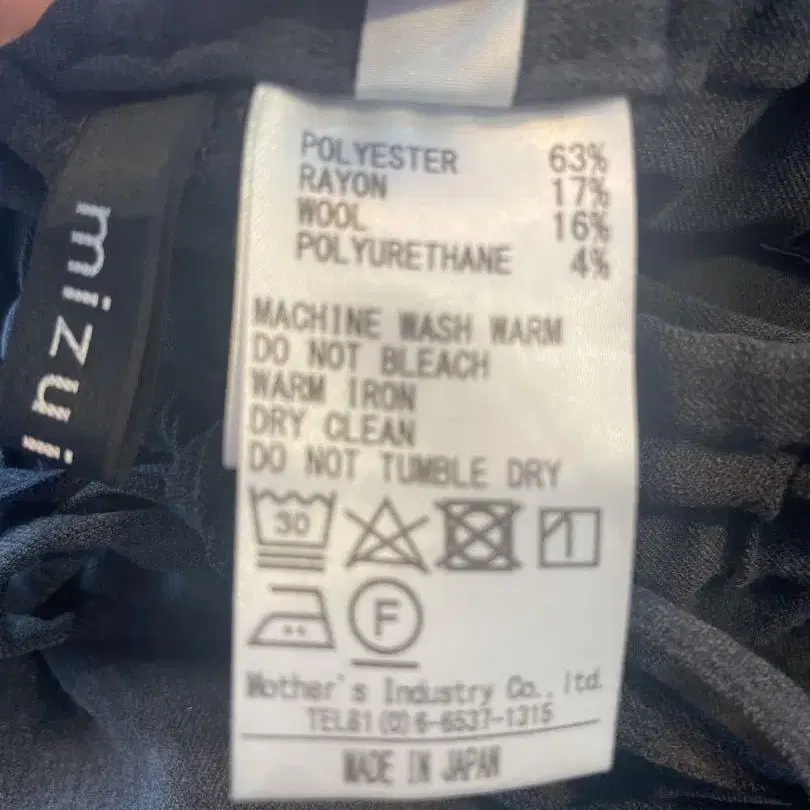 mizui
POLYESTER 63%
RAYON 17%
WOOL 16%
POLYURETHANE 4%
MACHINE WASH WARM
DO NOT BLEACH
WARM IRON
DRY CLEAN
DO NOT TUMBLE DRY
30
F
Mother's Industry Co., ltd.
TEL81(0)6-6537-1315
MADE IN JAPAN